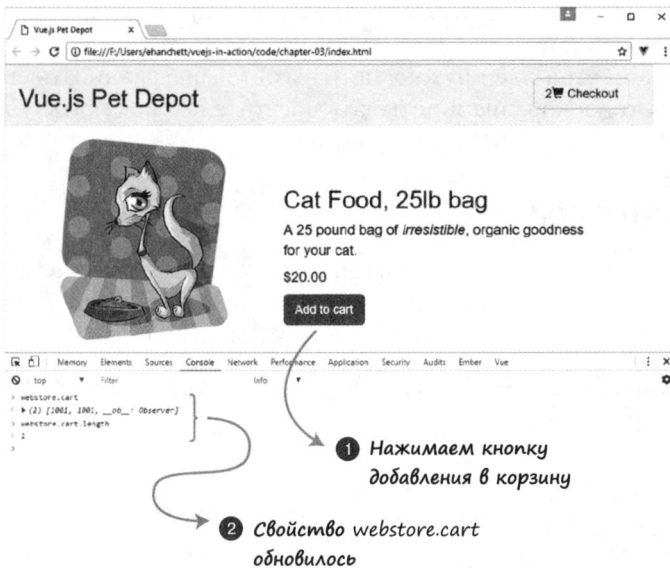 Vue.js Pet Depot
file:///F:/Users/ehanchett/vuejs-in-action/code/chapter-03/index.html
Vue.js Pet Depot
2 Checkout
Cat Food, 25lb bag
A 25 pound bag of irresistible, organic goodness
for your cat.
$20.00
Add to cart
Memory Elements Sources Console Network Performance Application Security Audits Ember Vue
top Filter Info
> webstore.cart
(2) [1001, 1001, __ob__: Observer]
> webstore.cart.length
2
>
1 Нажимаем кнопку
добавления в корзину
2 Свойство webstore.cart
обновилось